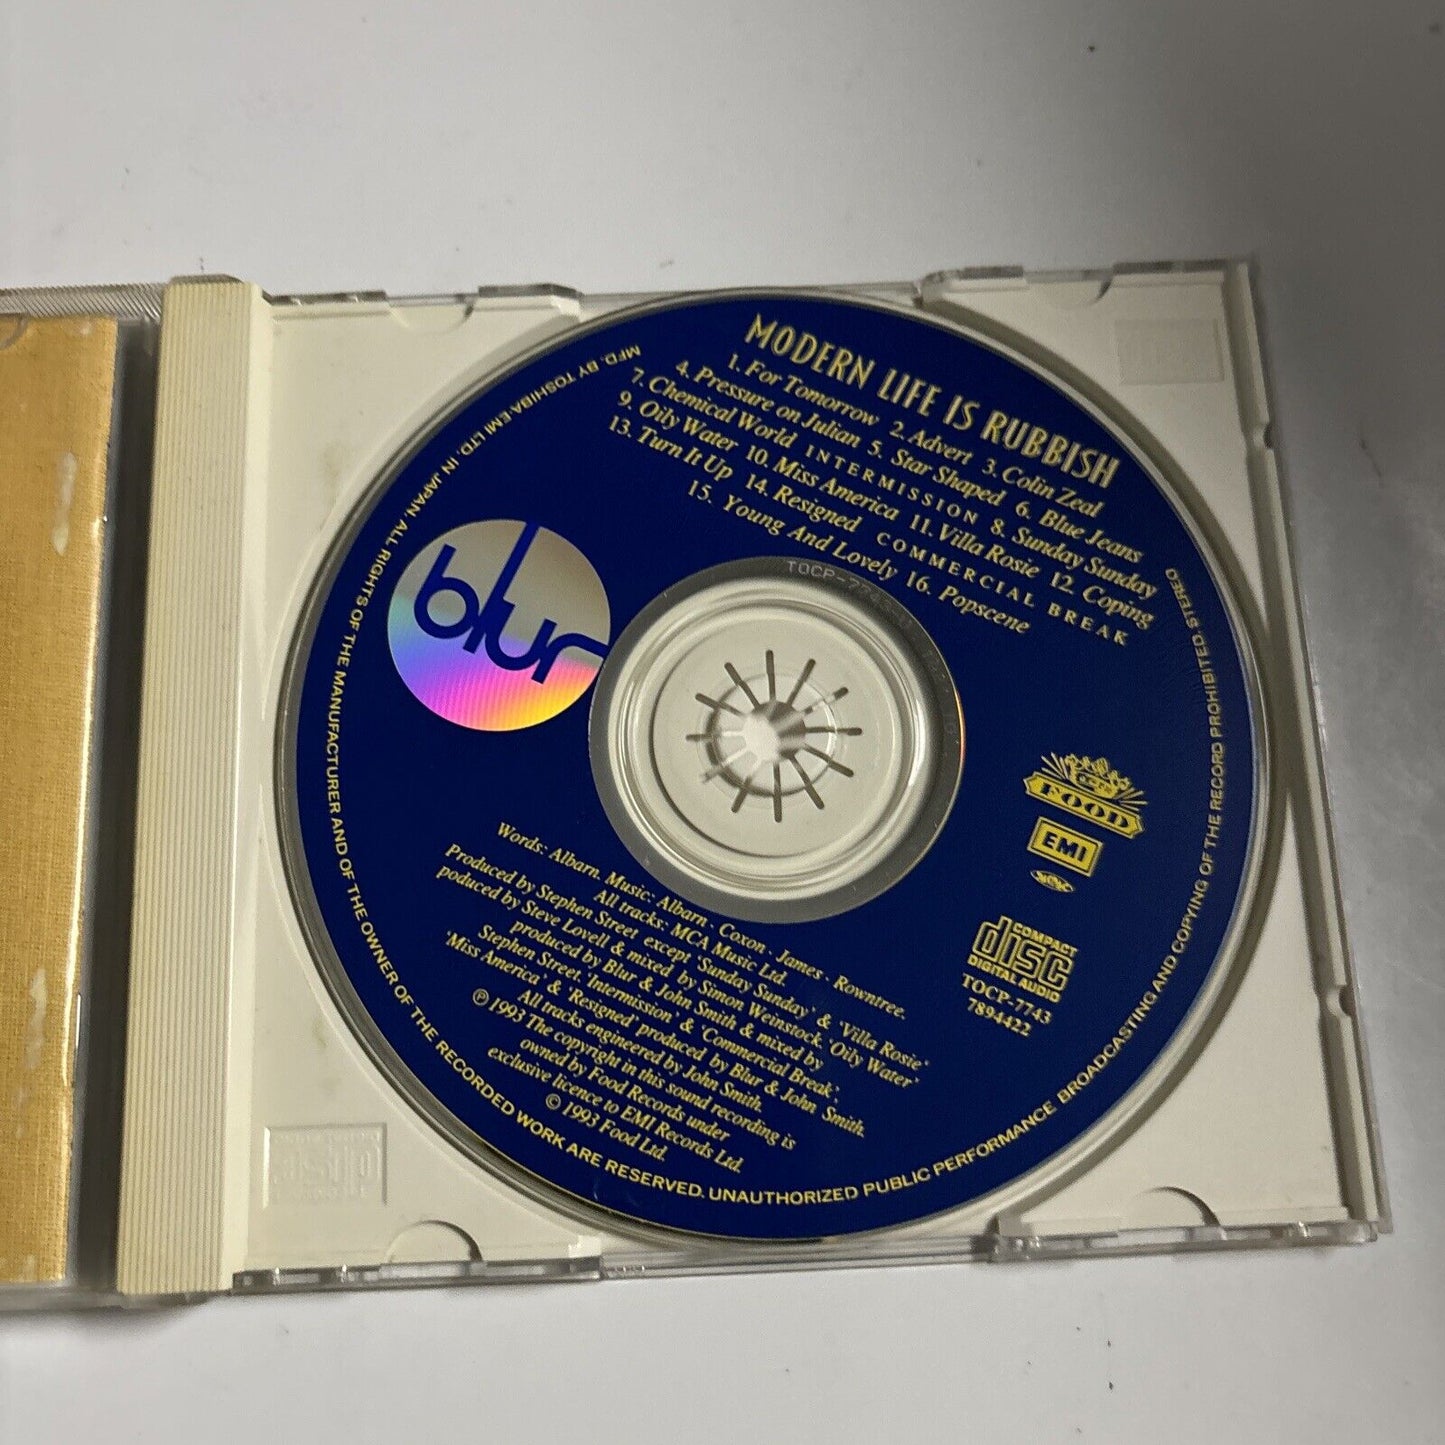 MODERN LIFE IS RUBBISH
1. For Tomorrow 2. Advert 3. Colin Zeal
4. Pressure on Julian 5. Star Shaped 6. Blue Jeans
7. Chemical World INTERMISSION 8. Sunday Sunday
9. Oily Water 10. Miss America 11. Villa Rosie 12. Coping
13. Turn It Up 14. Resigned COMMERCIAL BREAK
15. Young And Lovely 16. Popscene
blur
TOCP-7743
FOOD
EMI
COMPACT
disc
DIGITAL AUDIO
TOCP-7743
7894422
Words: Albarn. Music: Albarn · Coxon · James · Rowntree.
All tracks: MCA Music Ltd.
Produced by Stephen Street except 'Sunday Sunday' & 'Villa Rosie'
poduced by Steve Lovell & mixed by Simon Weinstock. 'Oily Water'
produced by Blur & John Smith & mixed by
Stephen Street. 'Intermission' & 'Commercial Break',
'Miss America' & 'Resigned' produced by Blur & John Smith.
All tracks engineered by John Smith.
℗ 1993 The copyright in this sound recording is
owned by Food Records under
exclusive licence to EMI Records Ltd.
© 1993 Food Ltd.
MFD. BY TOSHIBA-EMI LTD. IN JAPAN. ALL RIGHTS OF THE MANUFACTURER AND OF THE OWNER OF THE RECORDED WORK ARE RESERVED. UNAUTHORIZED PUBLIC PERFORMANCE BROADCASTING AND COPYING OF THE RECORD PROHIBITED. STEREO
disc